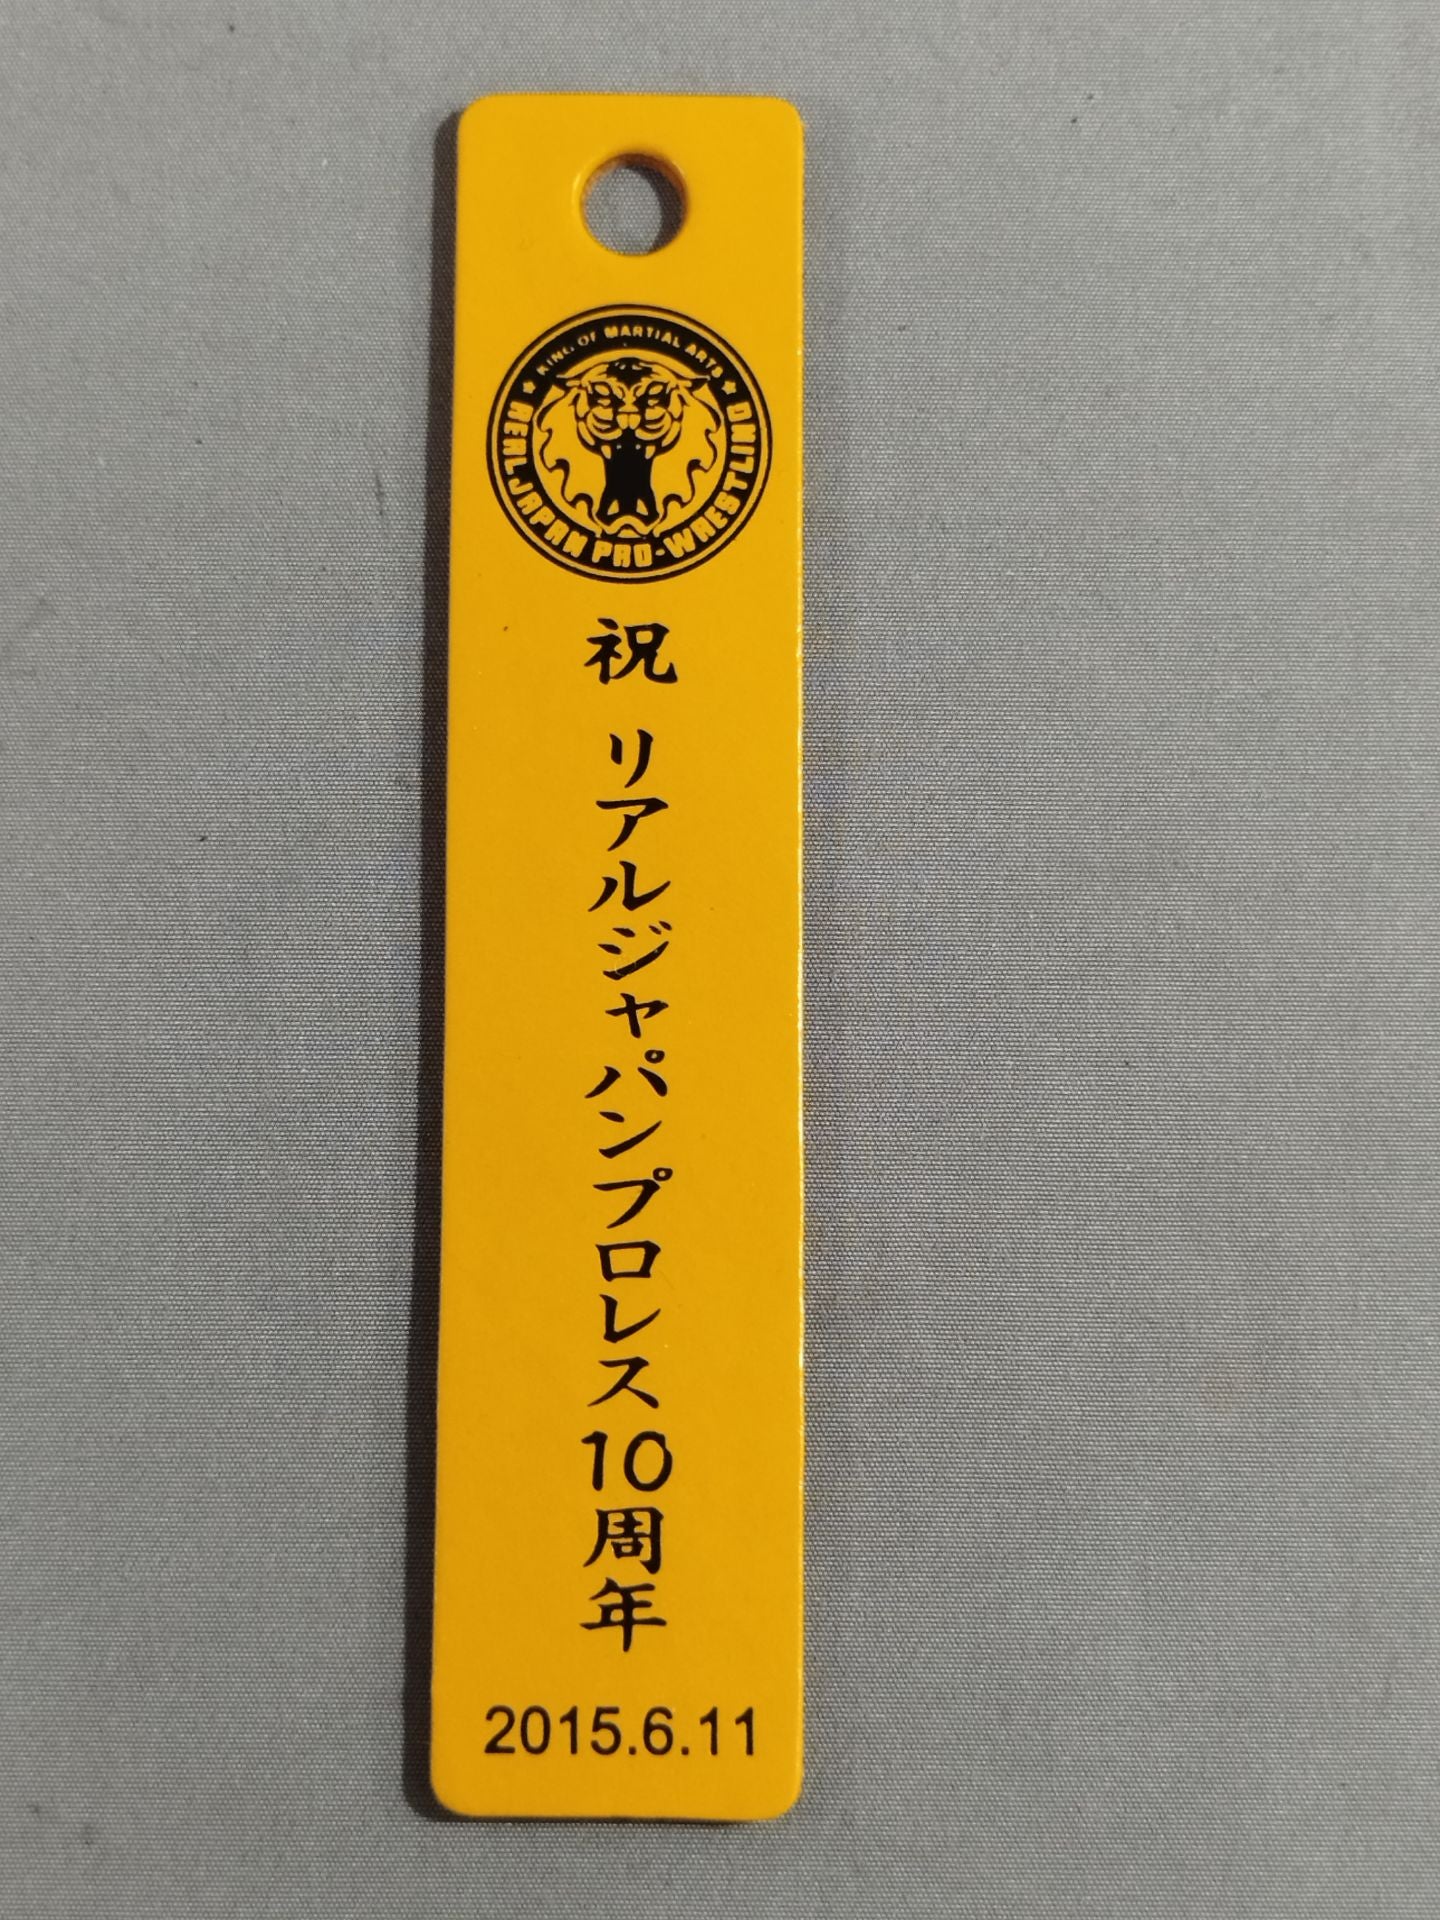 KING OF MARTIAL ARTS
REAL JAPAN PRO-WRESTLING
祝
リアルジャパンプロレス10周年
2015.6.11